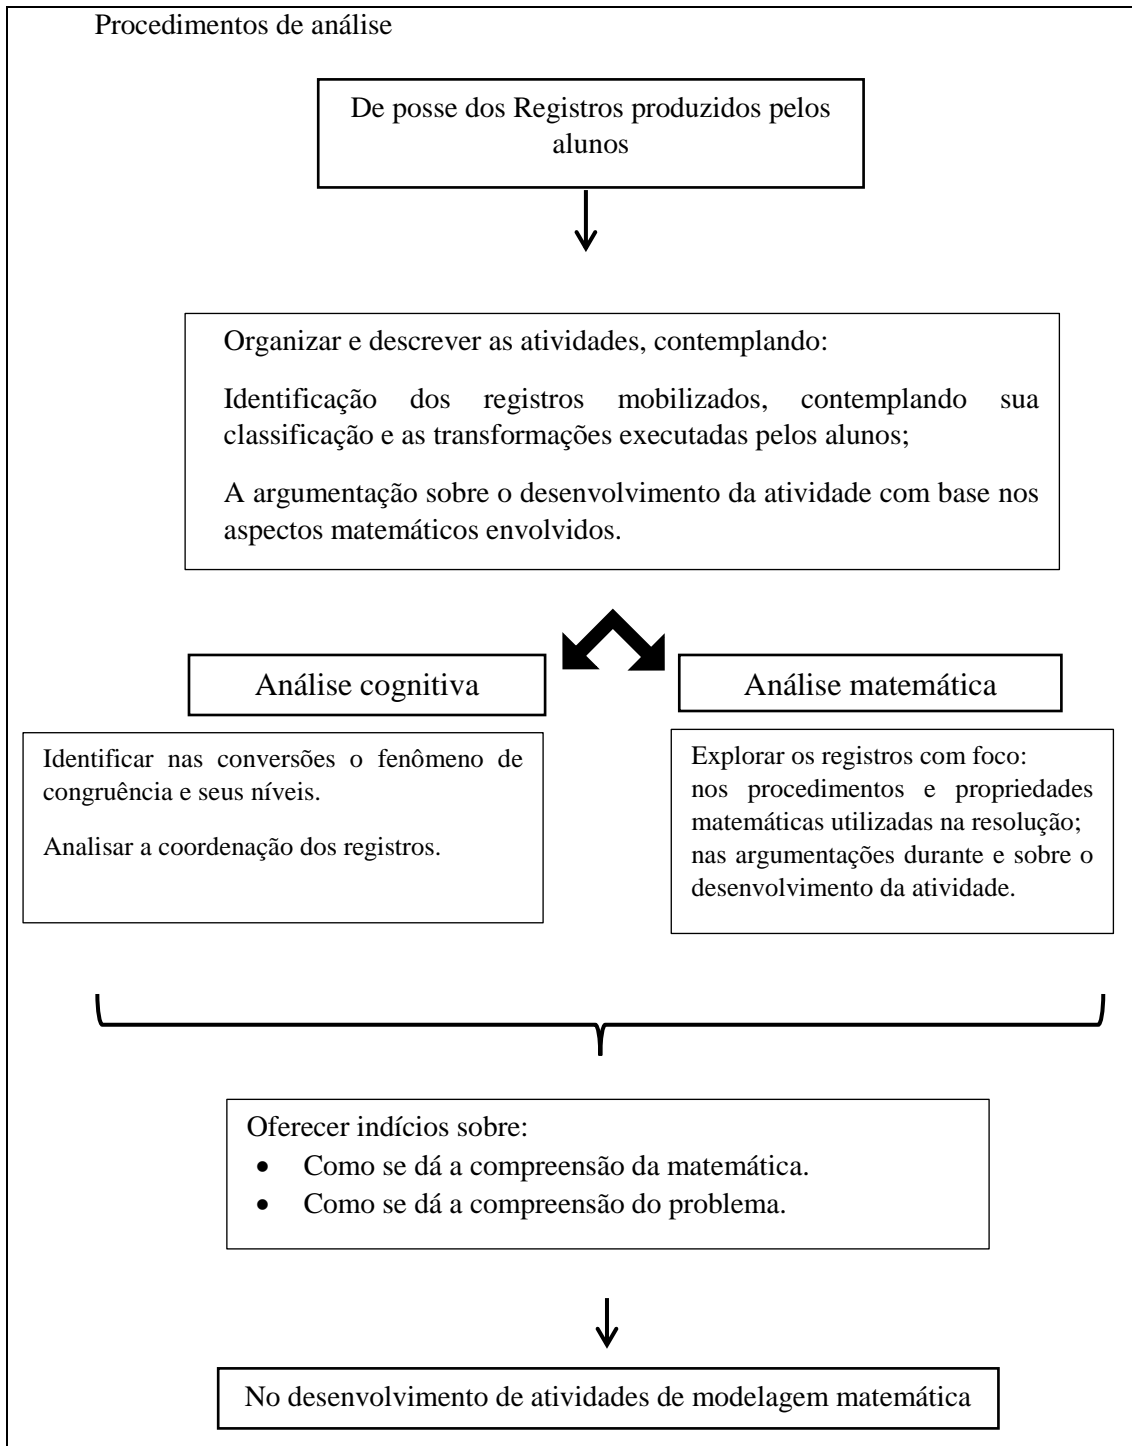 Procedimentos de análise
De posse dos Registros produzidos pelos
alunos
Organizar e descrever as atividades, contemplando:
Identificação dos registros mobilizados, contemplando sua
classificação e as transformações executadas pelos alunos;
A argumentação sobre o desenvolvimento da atividade com base nos
aspectos matemáticos envolvidos.
Análise cognitiva
Identificar nas conversões o fenômeno de
congruência e seus níveis.
Analisar a coordenação dos registros.
Análise matemática
Explorar os registros com foco:
nos procedimentos e propriedades
matemáticas utilizadas na resolução;
nas argumentações durante e sobre o
desenvolvimento da atividade.
Oferecer indícios sobre:
• Como se dá a compreensão da matemática.
• Como se dá a compreensão do problema.
No desenvolvimento de atividades de modelagem matemática